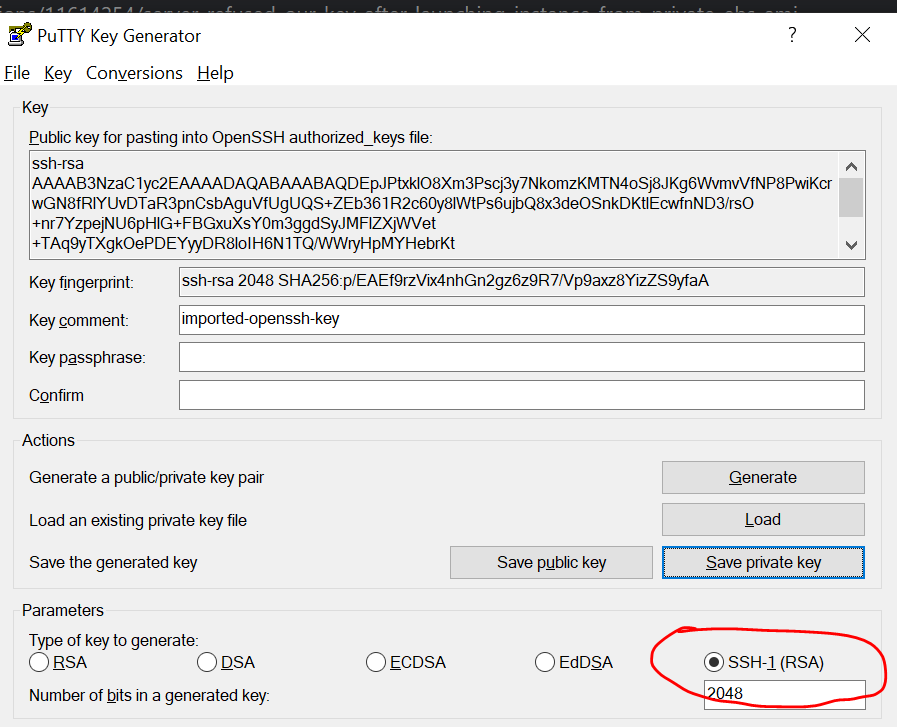 PuTTY Key Generator
?
File Key Conversions Help
Key
Public key for pasting into OpenSSH authorized_keys file:
ssh-rsa
AAAAB3NzaC1yc2EAAAADAQABAAABAQDEpJPtxklO8Xm3Pscj3y7NkomzKMTN4oSj8JKg6WvmvVfNP8PwiKcr
wGN8fRlYUvDTaR3pnCsbAguVfUgUQS+ZEb361R2c60y8lWtPs6ujbQ8x3deOSnkDKtlEcwfnND3/rsO
+nr7YzpejNU6pHlG+FBGxuXsY0m3ggdSyJMFlZXjWVet
+TAq9yTXgkOePDEYyyDR8loIH6N1TQ/WWryHpMYHebrKt
Key fingerprint:
ssh-rsa 2048 SHA256:p/EAEf9rzVix4nhGn2gz6z9R7/Vp9axz8YizZS9yfaA
Key comment:
imported-openssh-key
Key passphrase:
Confirm
Actions
Generate a public/private key pair
Generate
Load an existing private key file
Load
Save the generated key
Save public key
Save private key
Parameters
Type of key to generate:
RSA DSA ECDSA EdDSA SSH-1 (RSA)
Number of bits in a generated key:
2048